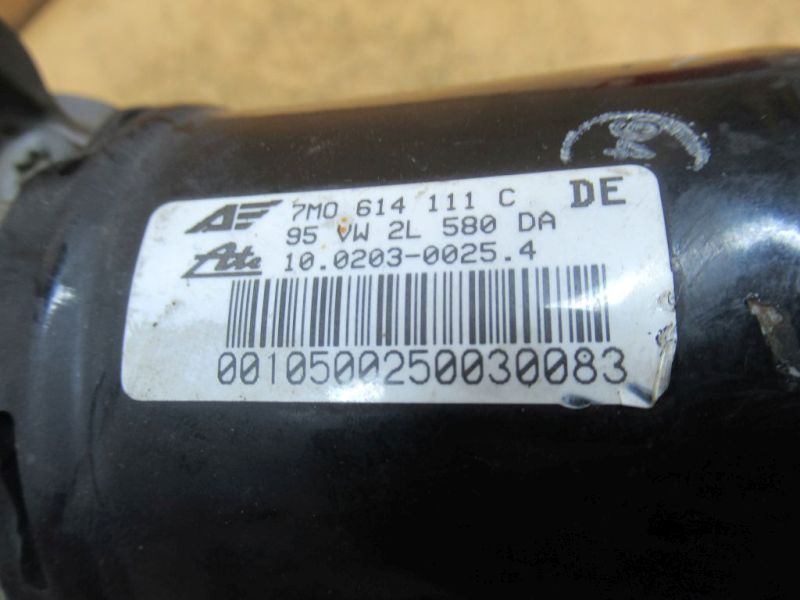 7M0 614 111 C DE
95 VW 2L 580 DA
Ate 10.0203-0025.4
0010500250030083